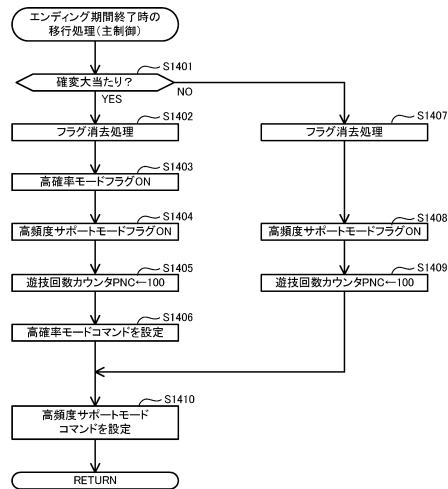 エンディング期間終了時の
移行処理(主制御)
S1401
確変大当たり?
YES
NO
S1402
フラグ消去処理
S1403
高確率モードフラグON
S1404
高頻度サポートモードフラグON
S1405
遊技回数カウンタPNC←100
S1406
高確率モードコマンドを設定
S1407
フラグ消去処理
S1408
高頻度サポートモードフラグON
S1409
遊技回数カウンタPNC←100
S1410
高頻度サポートモード
コマンドを設定
RETURN